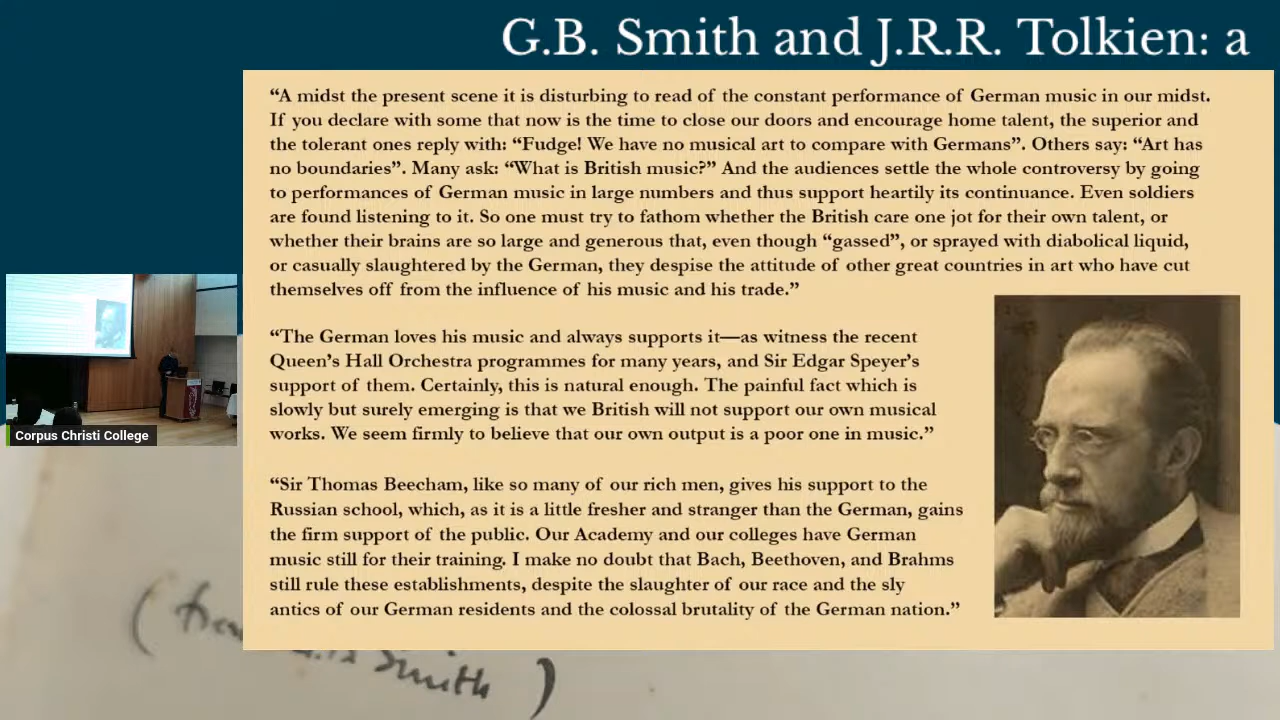 G.B. Smith and J.R.R. Tolkien: a
“A midst the present scene it is disturbing to read of the constant performance of German music in our midst.
If you declare with some that now is the time to close our doors and encourage home talent, the superior and
the tolerant ones reply with: “Fudge! We have no musical art to compare with Germans”. Others say: “Art has
no boundaries”. Many ask: “What is British music?” And the audiences settle the whole controversy by going
to performances of German music in large numbers and thus support heartily its continuance. Even soldiers
are found listening to it. So one must try to fathom whether the British care one jot for their own talent, or
whether their brains are so large and generous that, even though “gassed”, or sprayed with diabolical liquid,
or casually slaughtered by the German, they despise the attitude of other great countries in art who have cut
themselves off from the influence of his music and his trade.”
“The German loves his music and always supports it—as witness the recent
Queen’s Hall Orchestra programmes for many years, and Sir Edgar Speyer’s
support of them. Certainly, this is natural enough. The painful fact which is
slowly but surely emerging is that we British will not support our own musical
works. We seem firmly to believe that our own output is a poor one in music.”
“Sir Thomas Beecham, like so many of our rich men, gives his support to the
Russian school, which, as it is a little fresher and stranger than the German, gains
the firm support of the public. Our Academy and our colleges have German
music still for their training. I make no doubt that Bach, Beethoven, and Brahms
still rule these establishments, despite the slaughter of our race and the sly
antics of our German residents and the colossal brutality of the German nation.”
Corpus Christi College
Smith)